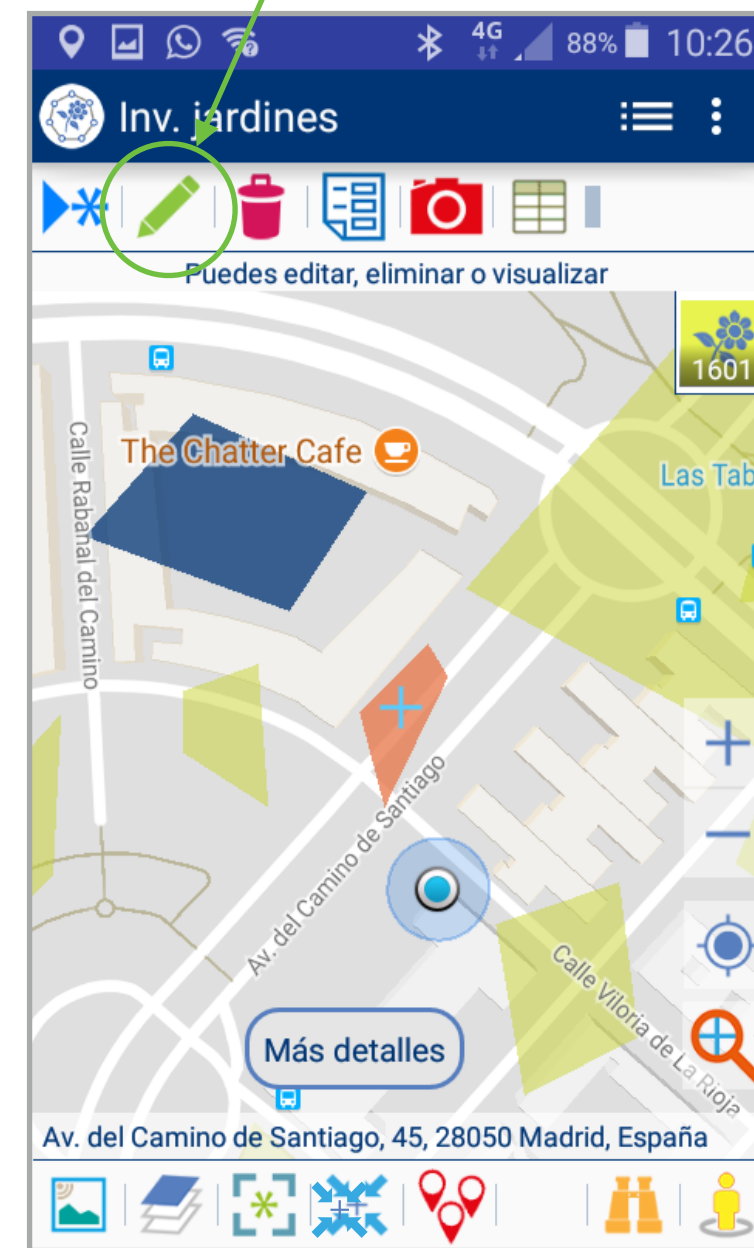 4G 88% 10:26
Inv. jardines
Puedes editar, eliminar o visualizar
1601
The Chatter Cafe
Las Tab
Calle Rabanal del Camino
Av. del Camino de Santiago
Calle Viloria de La Rioja
Más detalles
Av. del Camino de Santiago, 45, 28050 Madrid, España